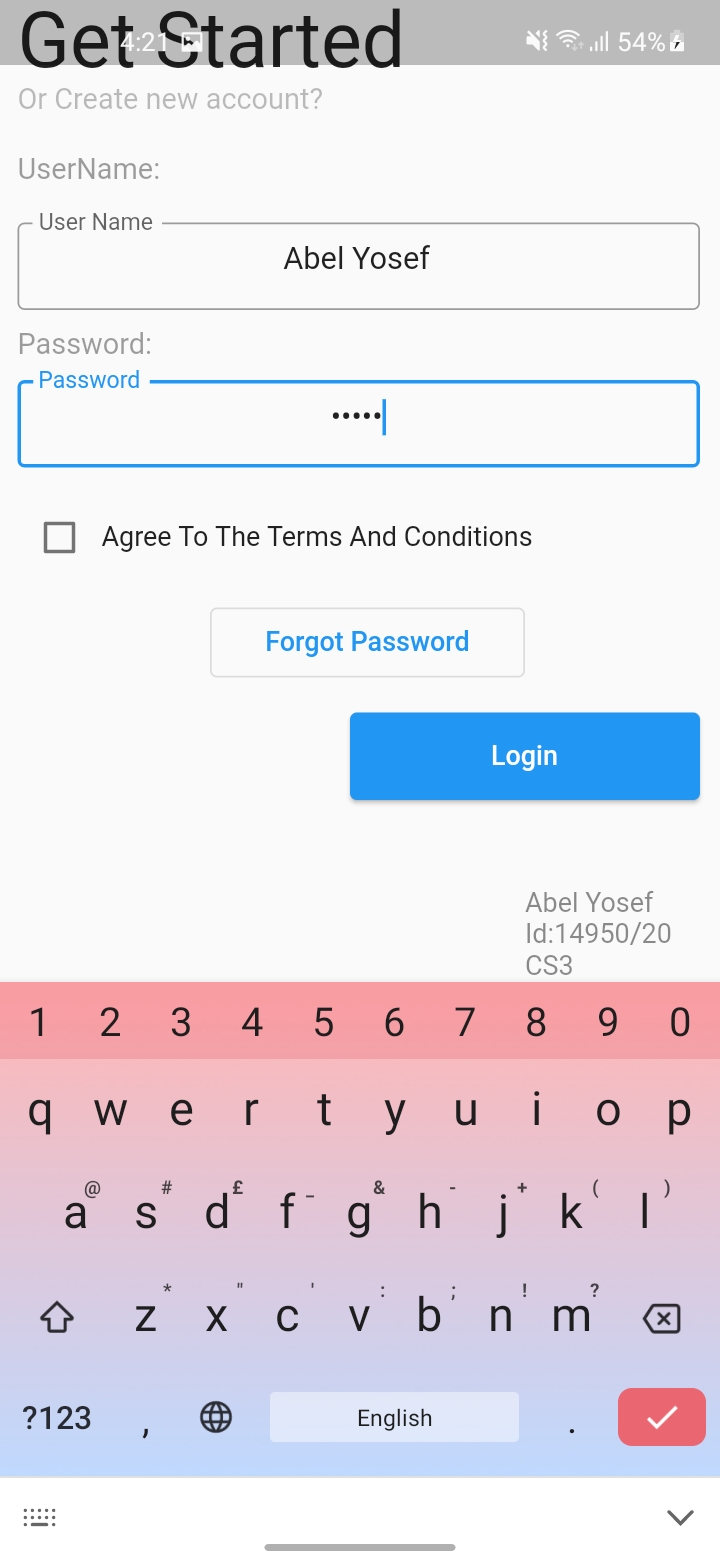 Get Started
4:21 54%
Or Create new account?
UserName:
User Name
Abel Yosef
Password:
Password
•••••
Agree To The Terms And Conditions
Forgot Password
Login
Abel Yosef
Id:14950/20
CS3
1 2 3 4 5 6 7 8 9 0
q w e r t y u i o p
@ # £ _ & - + ( )
a s d f g h j k l
* " ' : ; ! ?
z x c v b n m
?123 , English .